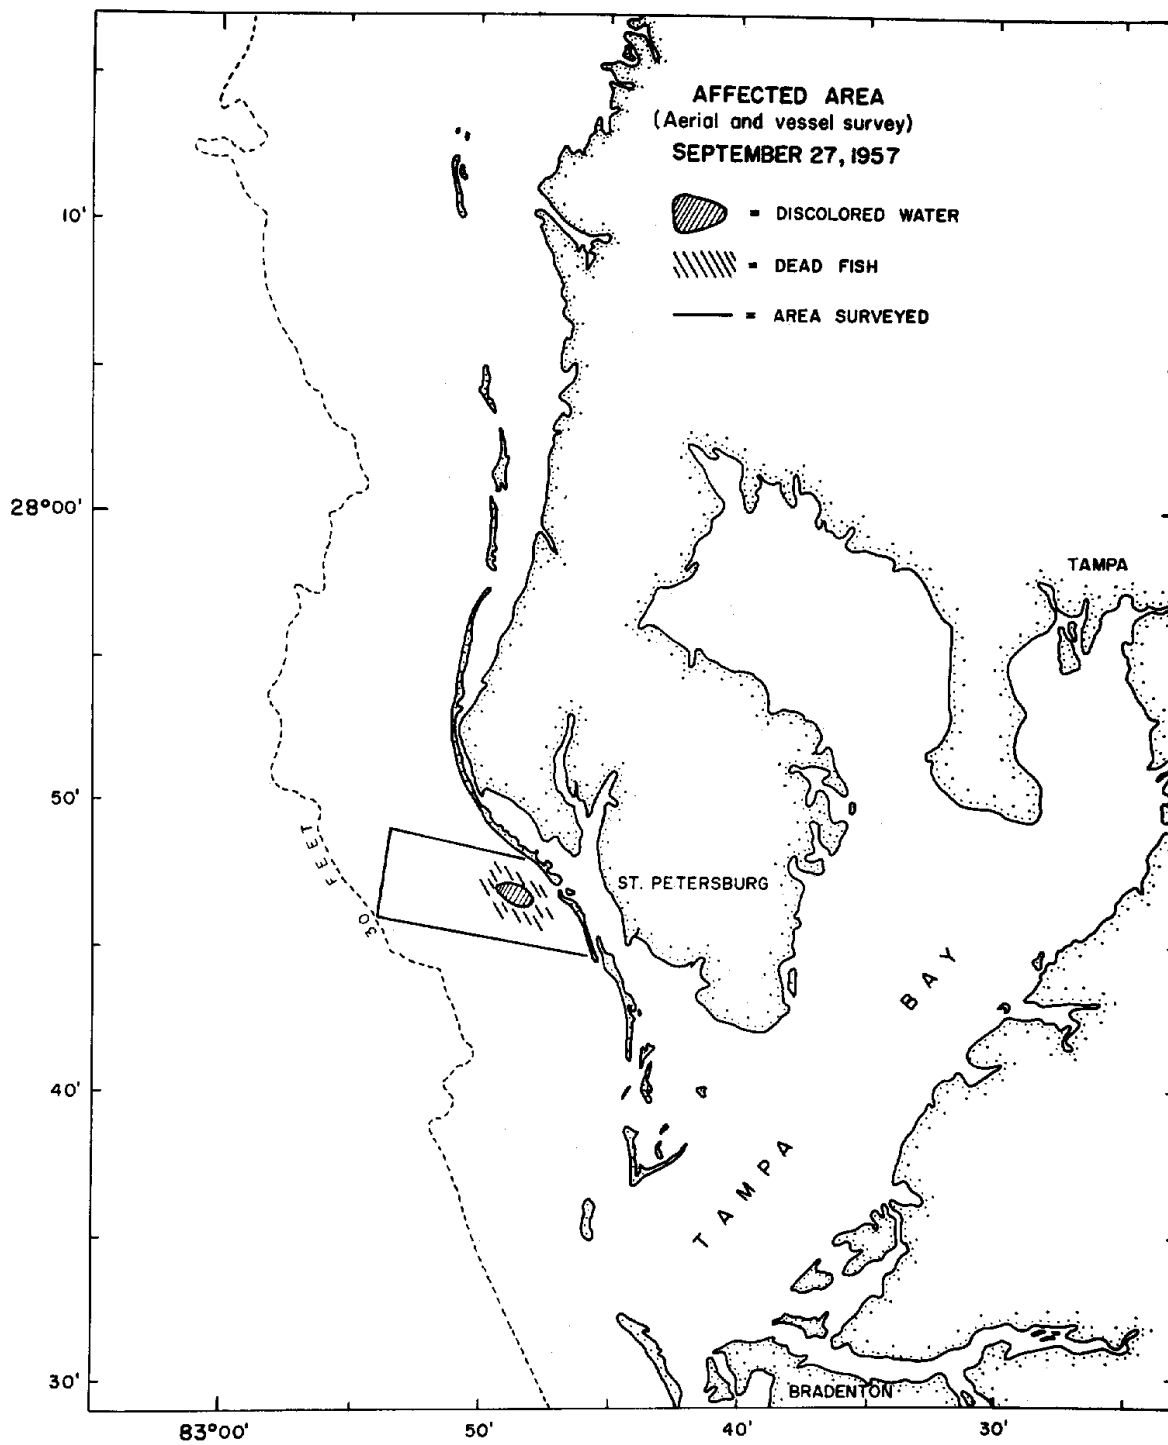 AFFECTED AREA
(Aerial and vessel survey)
SEPTEMBER 27, 1957
= DISCOLORED WATER
= DEAD FISH
= AREA SURVEYED
10'
28°00'
TAMPA
50'
30 FEET
ST. PETERSBURG
TAMPA BAY
40'
30'
BRADENTON
83°00'
50'
40'
30'